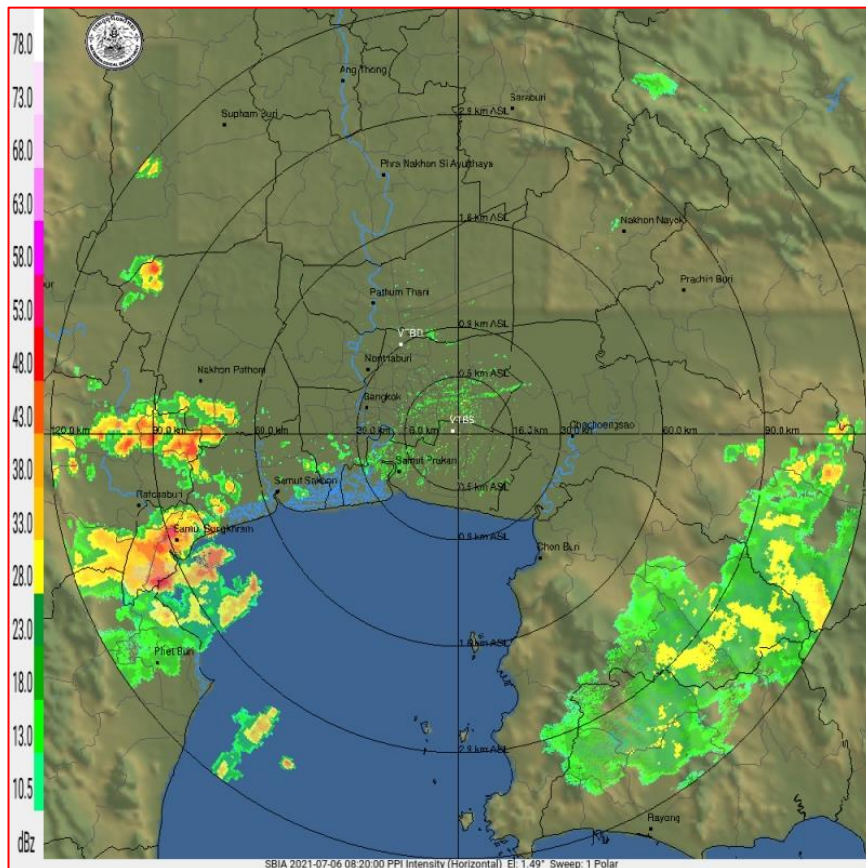 78.0
73.0
68.0
63.0
58.0
53.0
48.0
43.0
38.0
33.0
28.0
23.0
18.0
13.0
10.5
dBz
Ang Thong
Saraburi
2.8 km ASL
Suphan Buri
Phra Nakhon Si Ayutthaya
1.8 km ASL
Nakhon Nayok
Prachin Buri
Pathum Thani
0.9 km ASL
VTBD
Nonthaburi
0.5 km ASL
Nakhon Pathom
Bangkok
VTBS
120.0 km 90.0 km 60.0 km 30.0 km 15.0 km 15.0 km 30.0 km 60.0 km 90.0 km
Chachoengsao
Samut Prakan
Samut Sakhon
0.5 km ASL
Ratchaburi
Samut Songkhram
0.9 km ASL
Chon Buri
1.8 km ASL
Phet Buri
2.8 km ASL
Rayong
SBIA 2021-07-06 08:20:00 PPI Intensity (Horizontal) El: 1.49° Sweep: 1 Polar